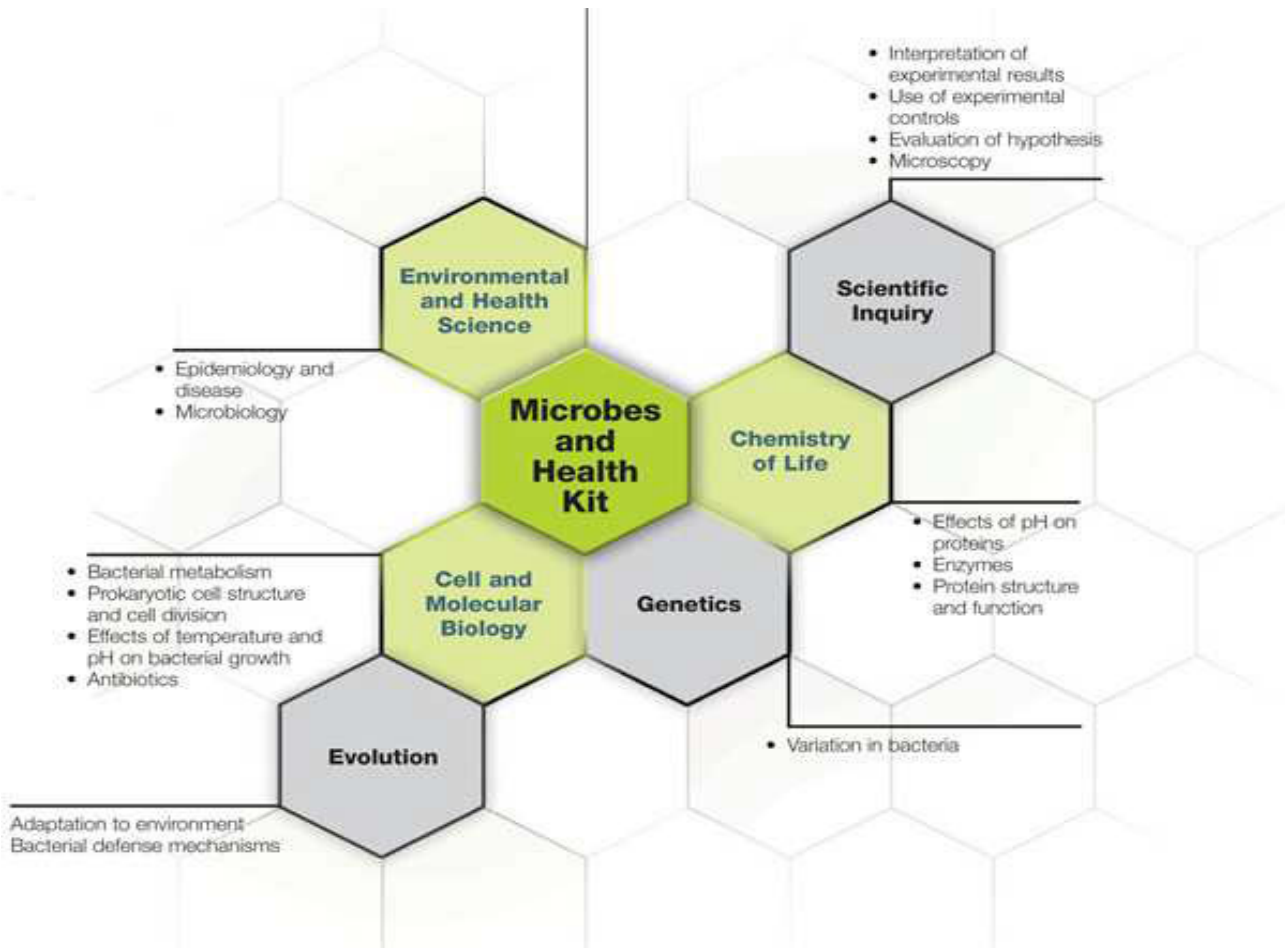 • Interpretation of
experimental results
• Use of experimental
controls
• Evaluation of hypothesis
• Microscopy
Environmental
and Health
Science
Scientific
Inquiry
• Epidemiology and
disease
• Microbiology
Microbes
and
Health
Kit
Chemistry
of Life
• Effects of pH on
proteins
• Enzymes
• Protein structure
and function
• Bacterial metabolism
• Prokaryotic cell structure
and cell division
• Effects of temperature and
pH on bacterial growth
• Antibiotics
Cell and
Molecular
Biology
Genetics
• Variation in bacteria
Evolution
Adaptation to environment
Bacterial defense mechanisms